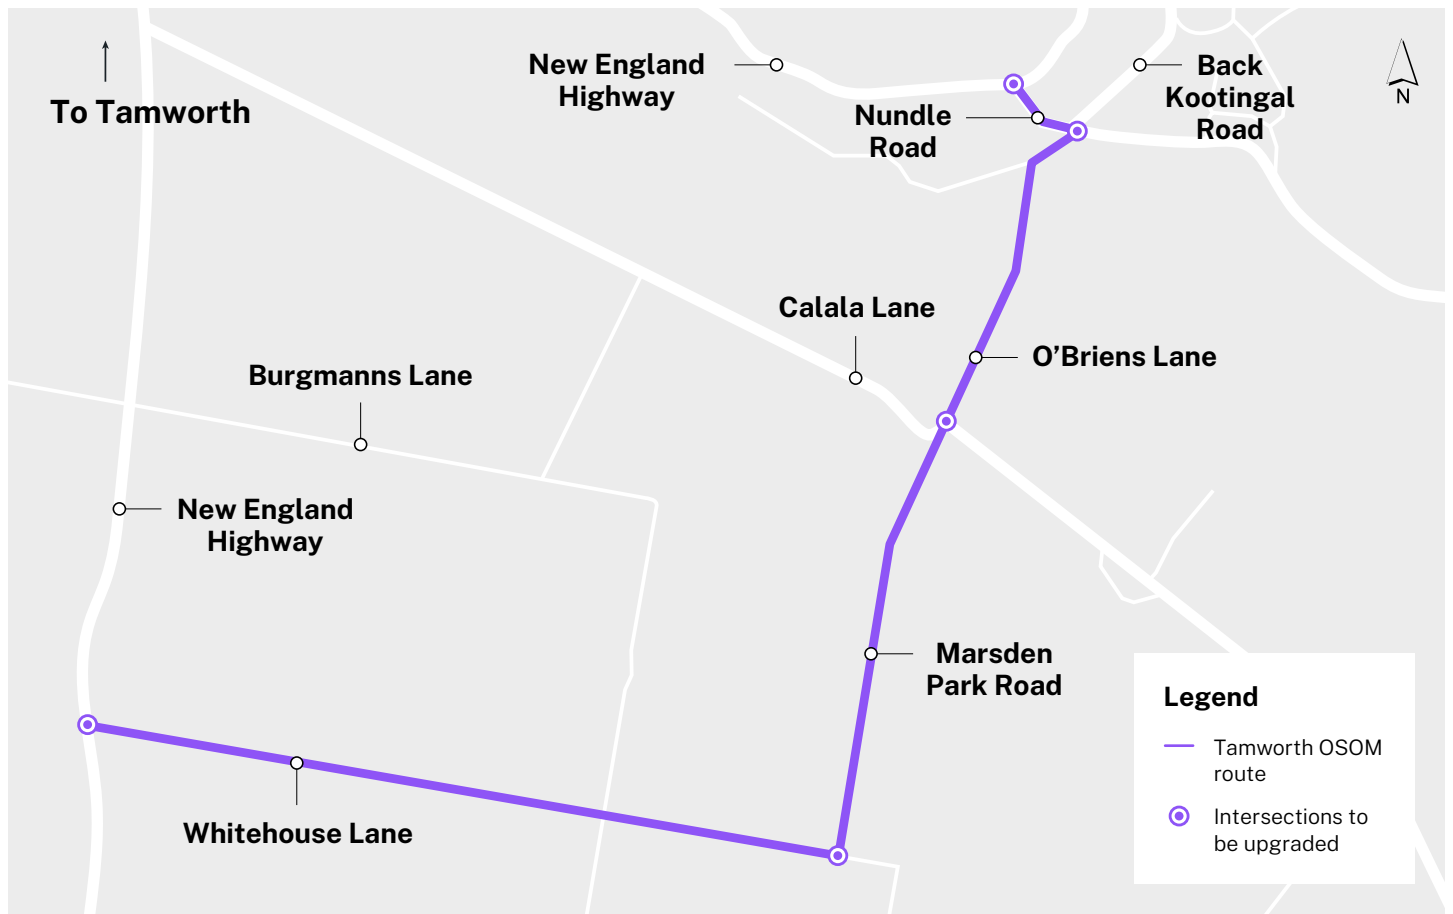 To Tamworth
New England
Highway
Back
Kootingal
Road
N
Nundle
Road
Calala Lane
O’Briens Lane
Burgmanns Lane
New England
Highway
Marsden
Park Road
Whitehouse Lane
Legend
Tamworth OSOM
route
Intersections to
be upgraded